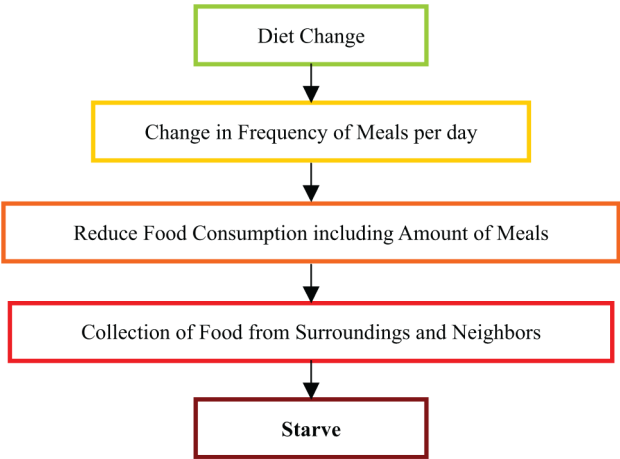 Diet Change
Change in Frequency of Meals per day
Reduce Food Consumption including Amount of Meals
Collection of Food from Surroundings and Neighbors
Starve